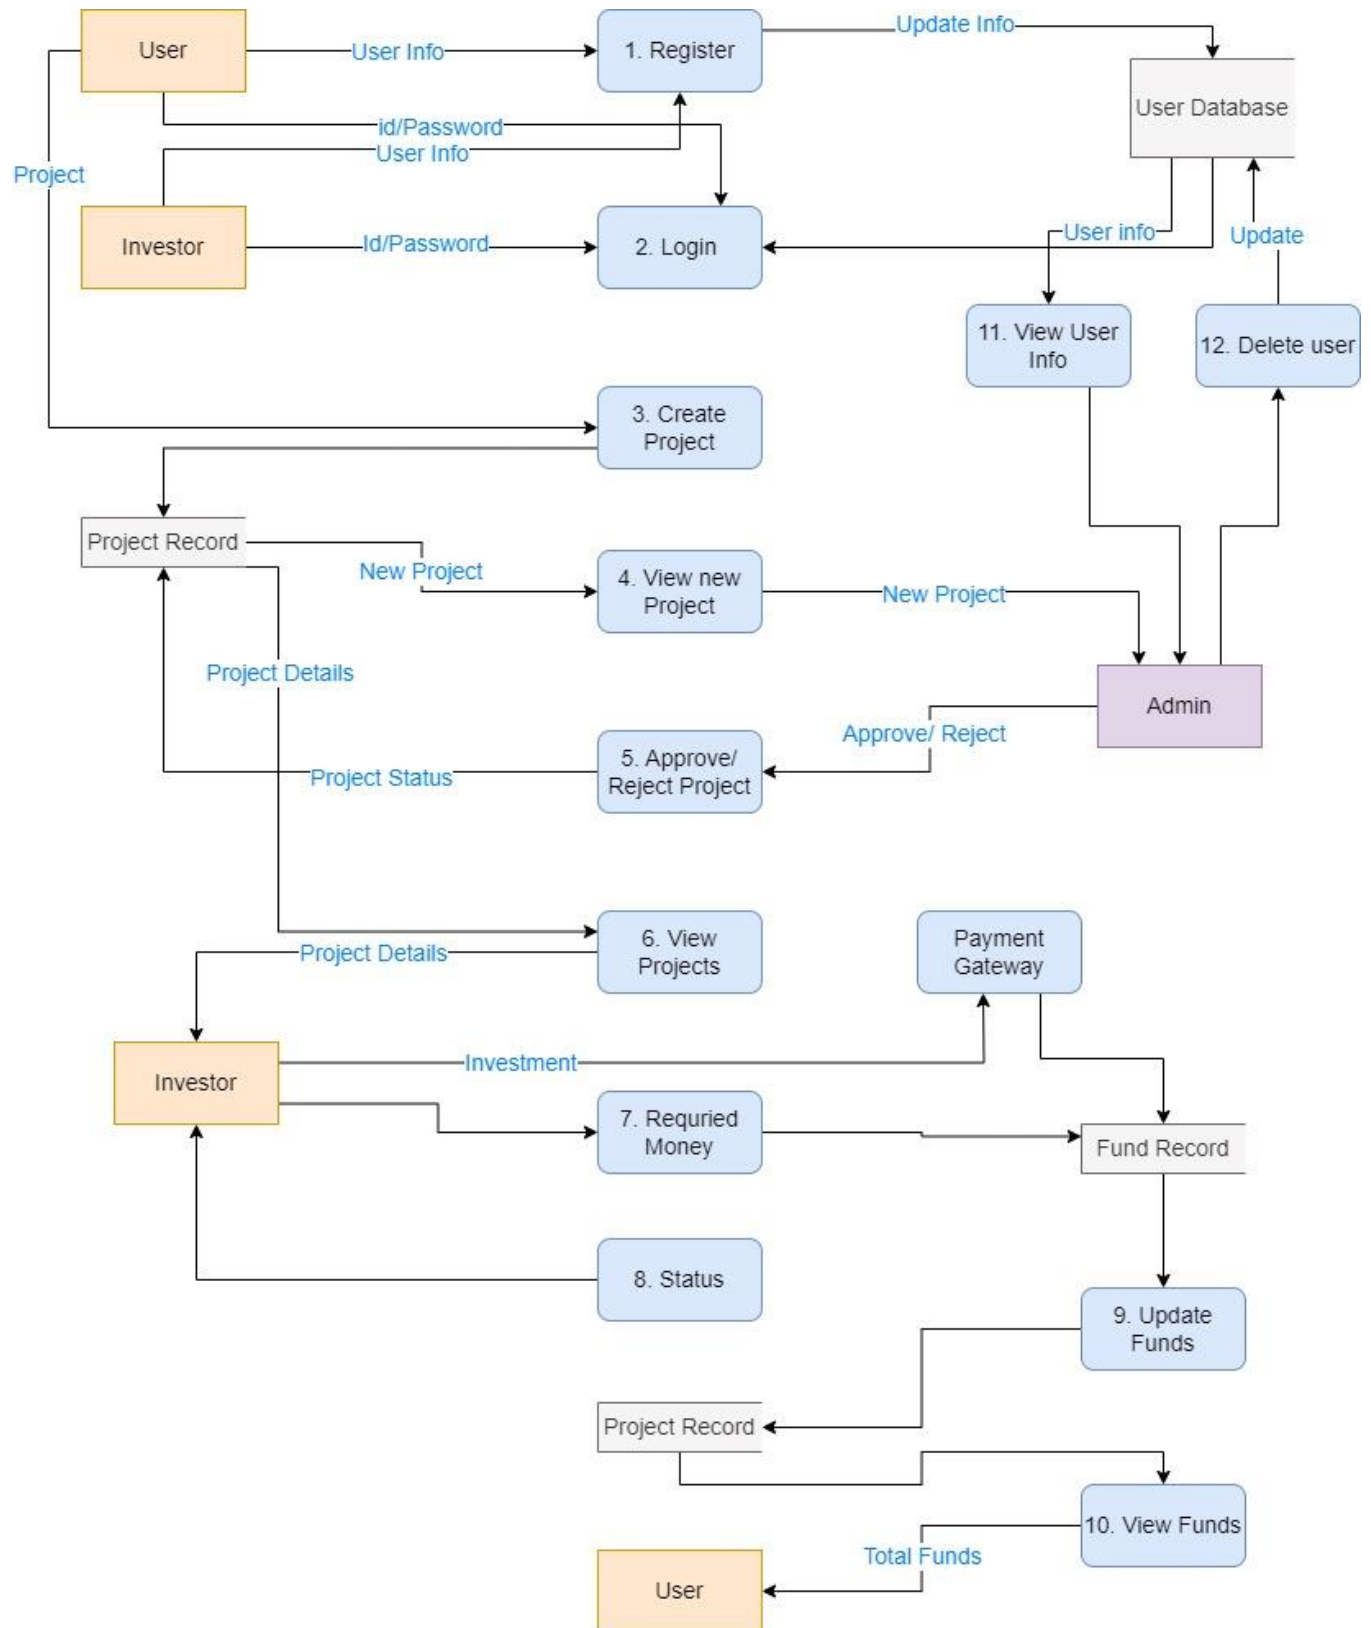 User
User Info
1. Register
Update Info
User Database
id/Password
User Info
Project
Investor
Id/Password
2. Login
User info
Update
11. View User
Info
12. Delete user
3. Create
Project
Project Record
New Project
4. View new
Project
New Project
Project Details
Admin
Approve/ Reject
5. Approve/
Reject Project
Project Status
6. View
Projects
Project Details
Payment
Gateway
Investor
Investment
7. Requried
Money
Fund Record
8. Status
9. Update
Funds
Project Record
10. View Funds
Total Funds
User